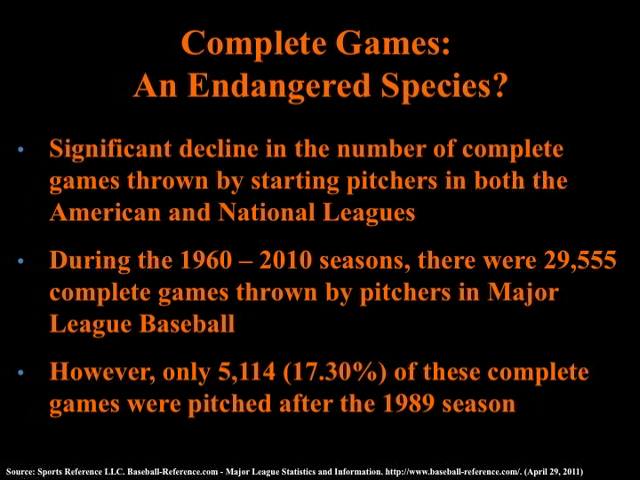 Complete Games:
An Endangered Species?
• Significant decline in the number of complete
games thrown by starting pitchers in both the
American and National Leagues
• During the 1960 – 2010 seasons, there were 29,555
complete games thrown by pitchers in Major
League Baseball
• However, only 5,114 (17.30%) of these complete
games were pitched after the 1989 season
Source: Sports Reference LLC. Baseball-Reference.com - Major League Statistics and Information. http://www.baseball-reference.com/. (April 29, 2011)